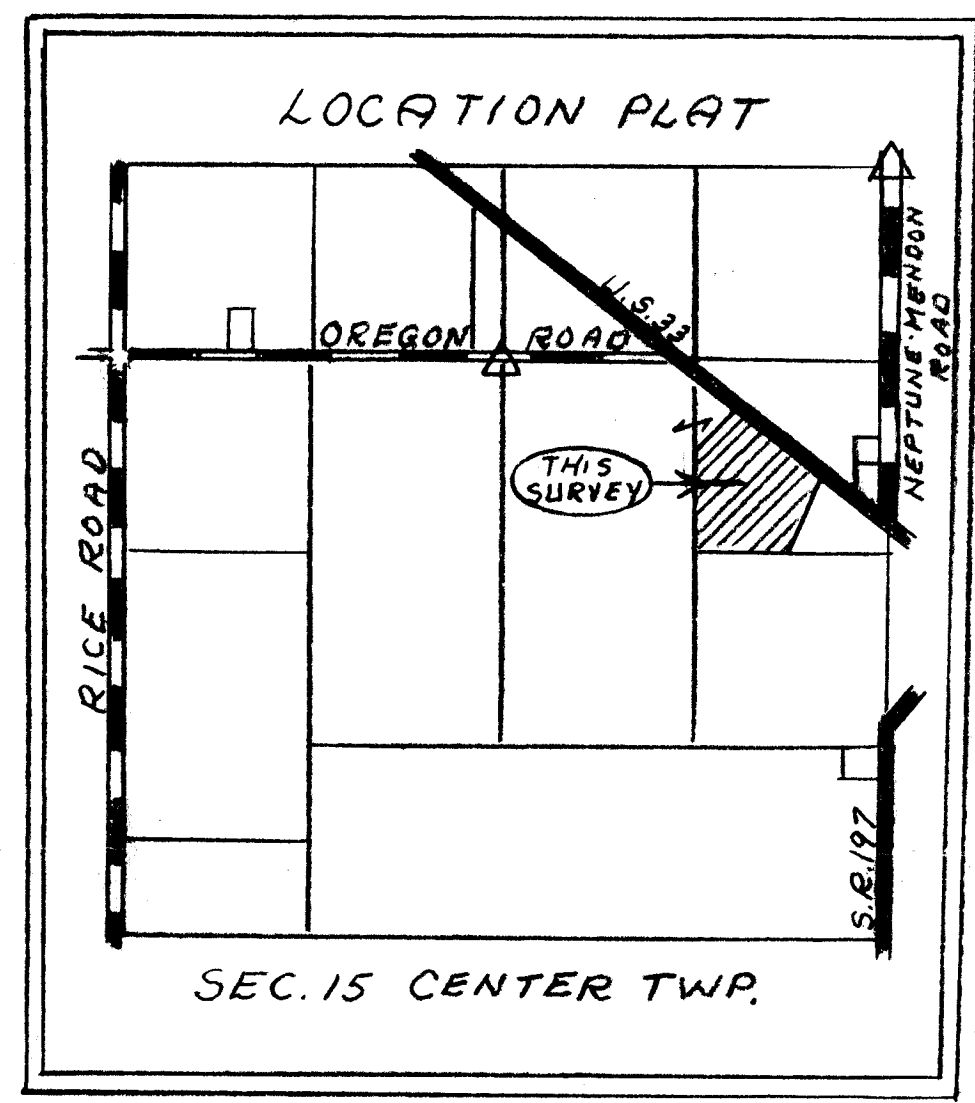 LOCATION PLAT
U.S.33
OREGON ROAD
NEPTUNE-MENDON
ROAD
THIS
SURVEY
RICE ROAD
S.R.197
SEC. 15 CENTER TWP.